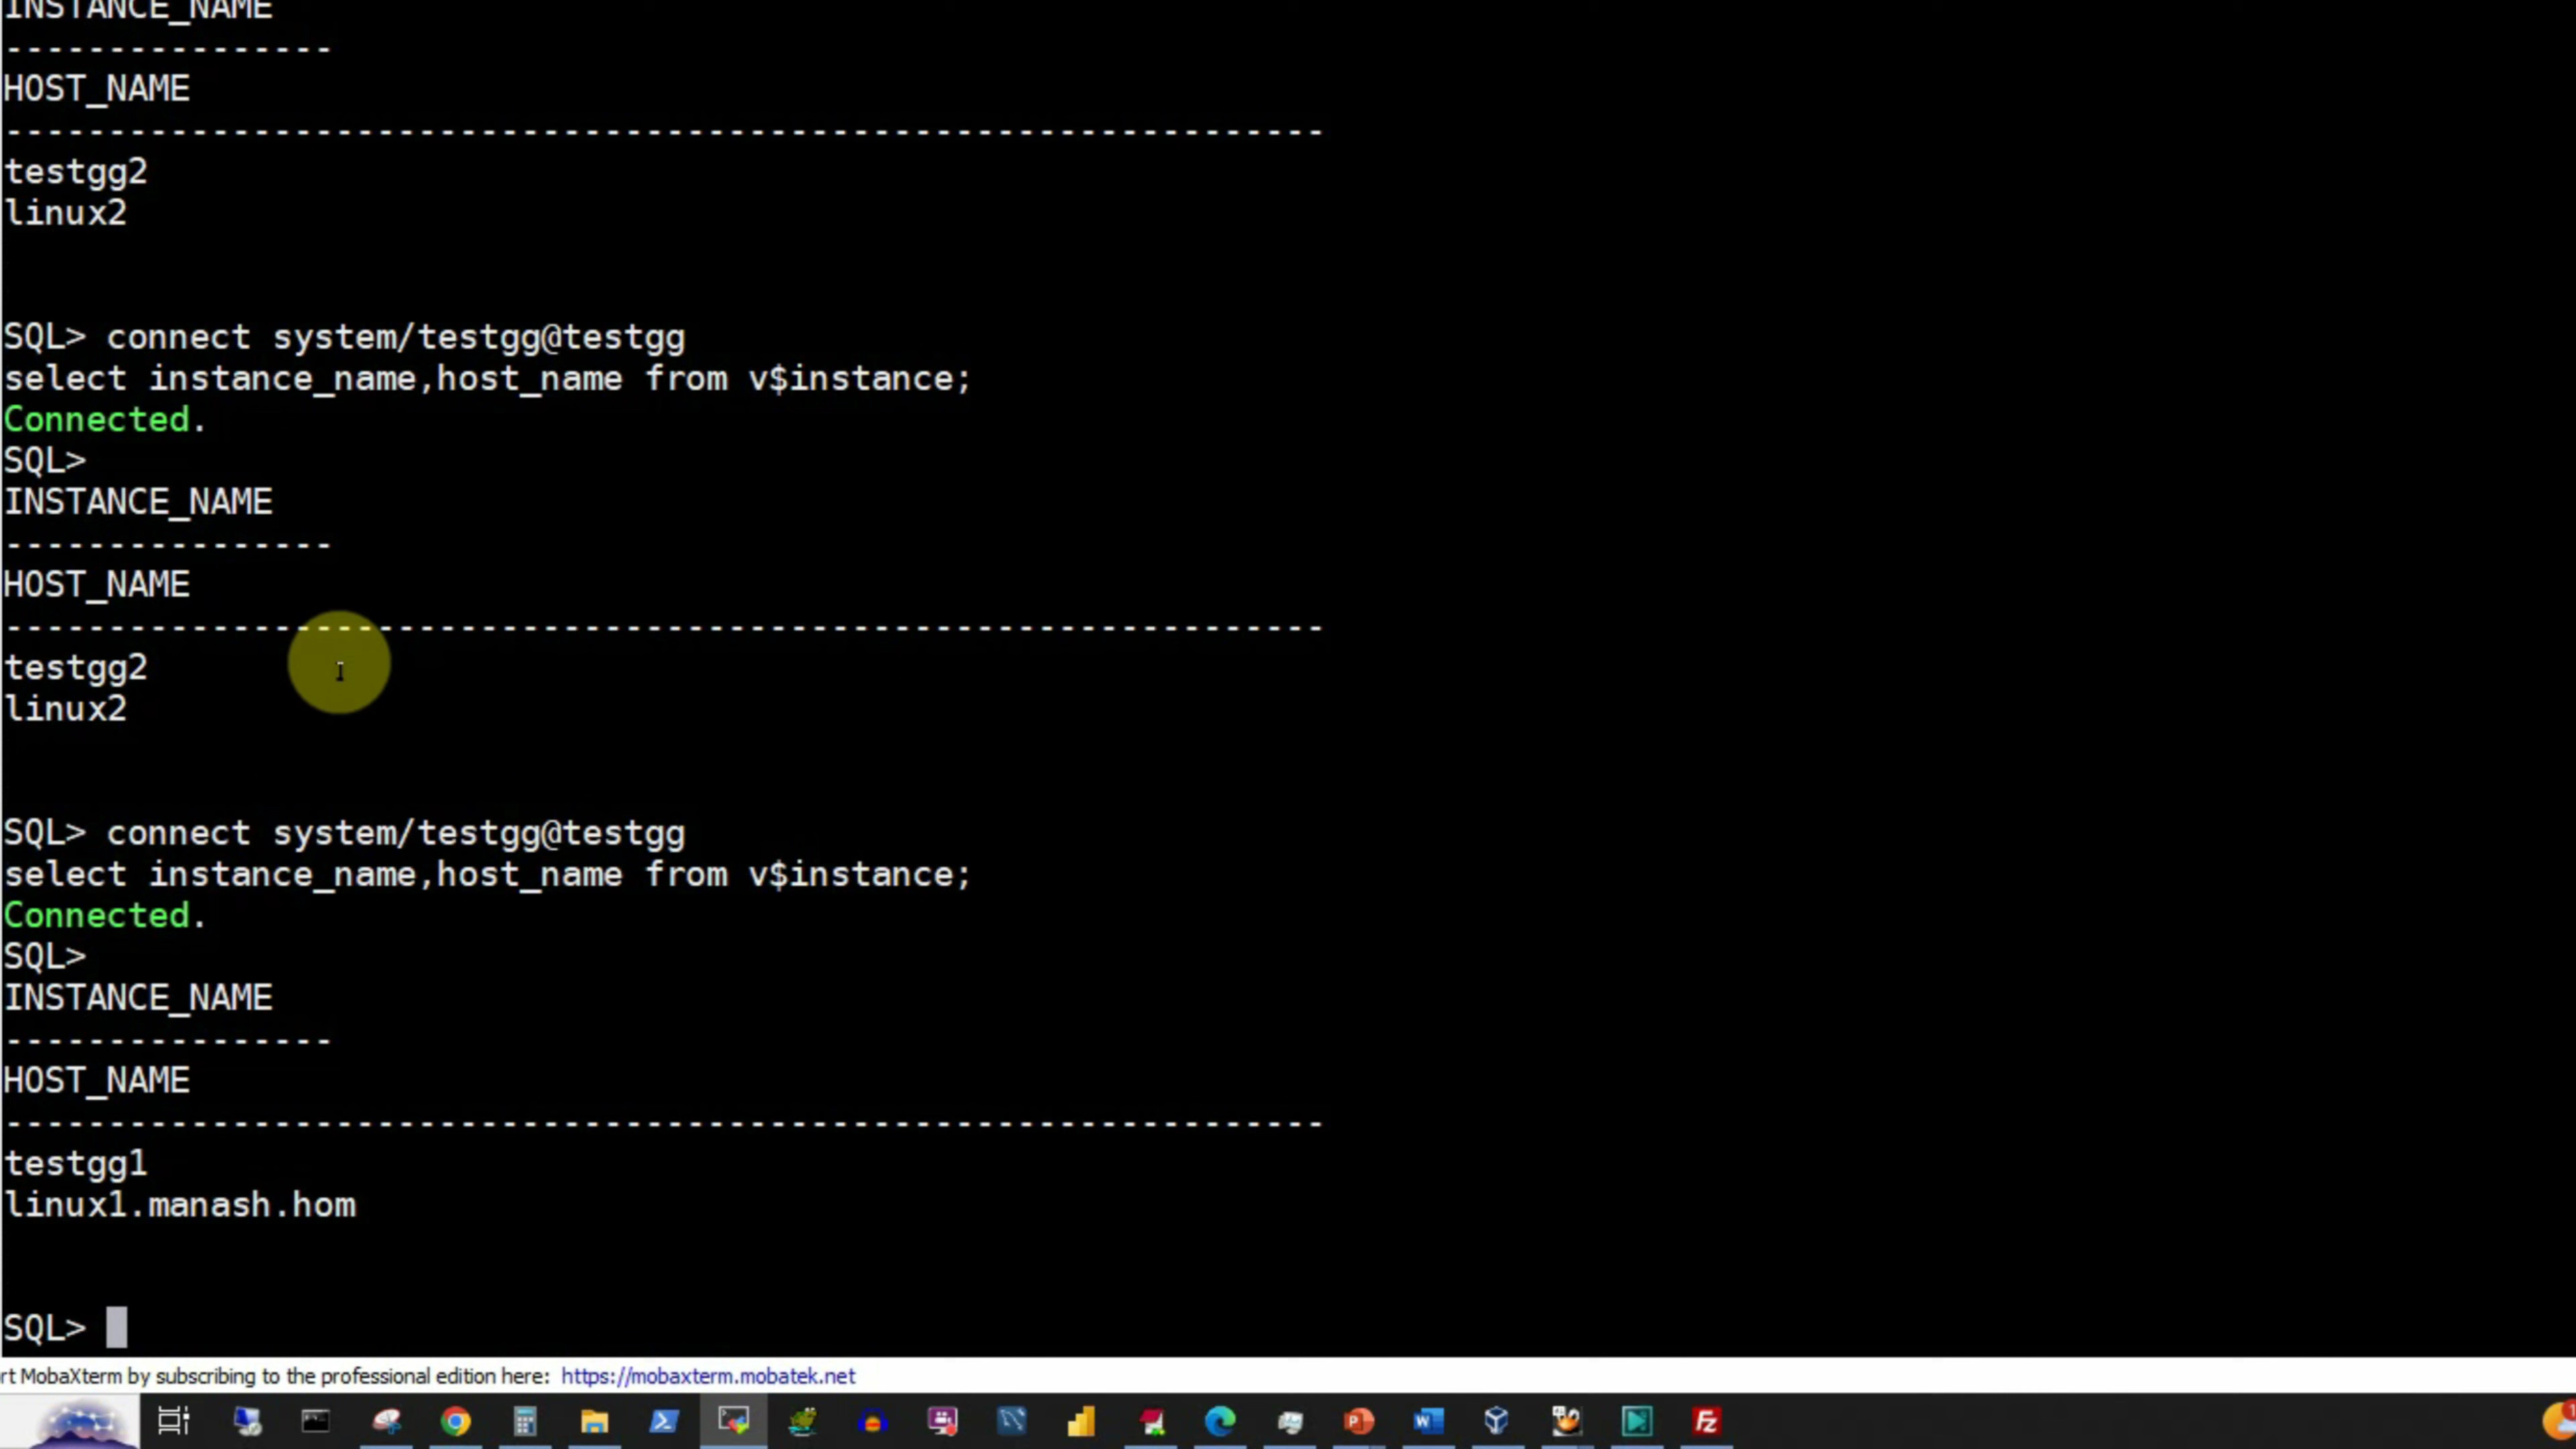 INSTANCE_NAME
----------------
HOST_NAME
----------------------------------------------------------------
testgg2
linux2
SQL> connect system/testgg@testgg
select instance_name,host_name from v$instance;
Connected.
SQL>
INSTANCE_NAME
----------------
HOST_NAME
----------------------------------------------------------------
testgg2
linux2
SQL> connect system/testgg@testgg
select instance_name,host_name from v$instance;
Connected.
SQL>
INSTANCE_NAME
----------------
HOST_NAME
----------------------------------------------------------------
testgg1
linux1.manash.hom
SQL>
rt MobaXterm by subscribing to the professional edition here: https://mobaxterm.mobatek.net